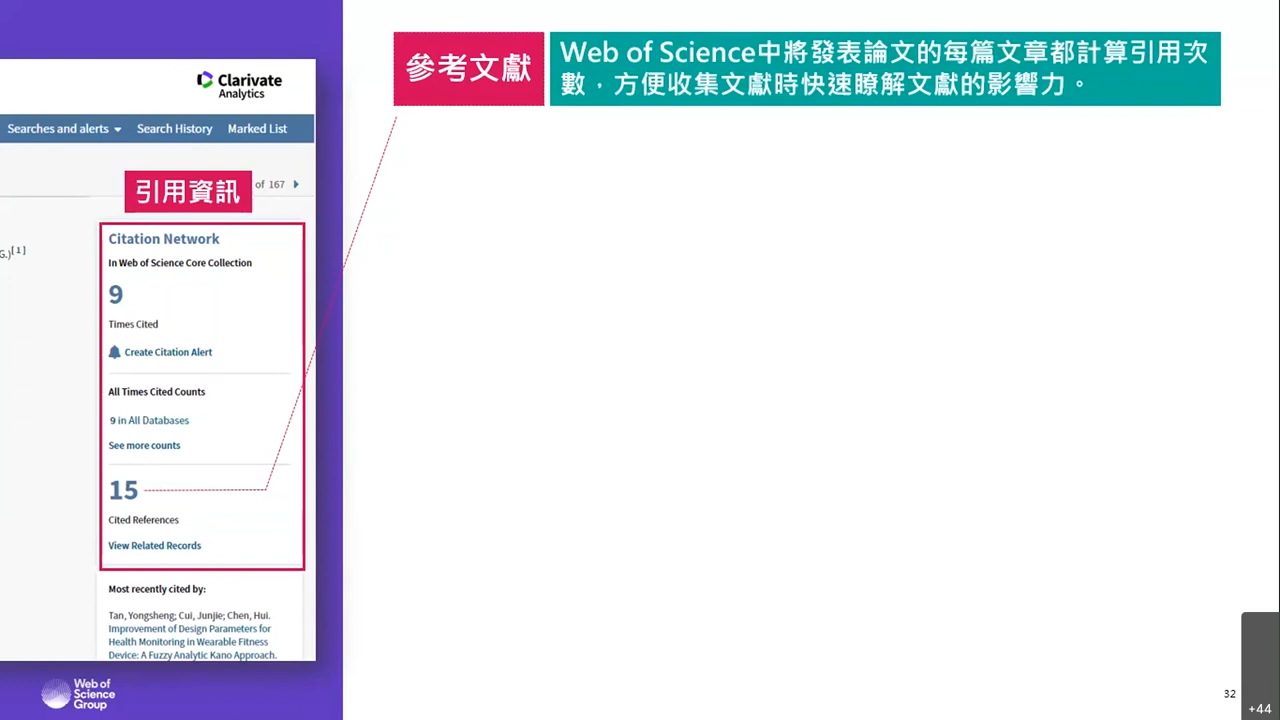 參考文獻
Web of Science中將發表論文的每篇文章都計算引用次
數，方便收集文獻時快速瞭解文獻的影響力。
Clarivate
Analytics
Searches and alerts
Search History
Marked List
引用資訊
of 167
G.)[1]
Citation Network
In Web of Science Core Collection
9
Times Cited
Create Citation Alert
All Times Cited Counts
9 in All Databases
See more counts
15
Cited References
View Related Records
Most recently cited by:
Tan, Yongsheng; Cui, Junjie; Chen, Hui.
Improvement of Design Parameters for
Health Monitoring in Wearable Fitness
Device: A Fuzzy Analytic Kano Approach.
Web of
Science
Group
32
+44